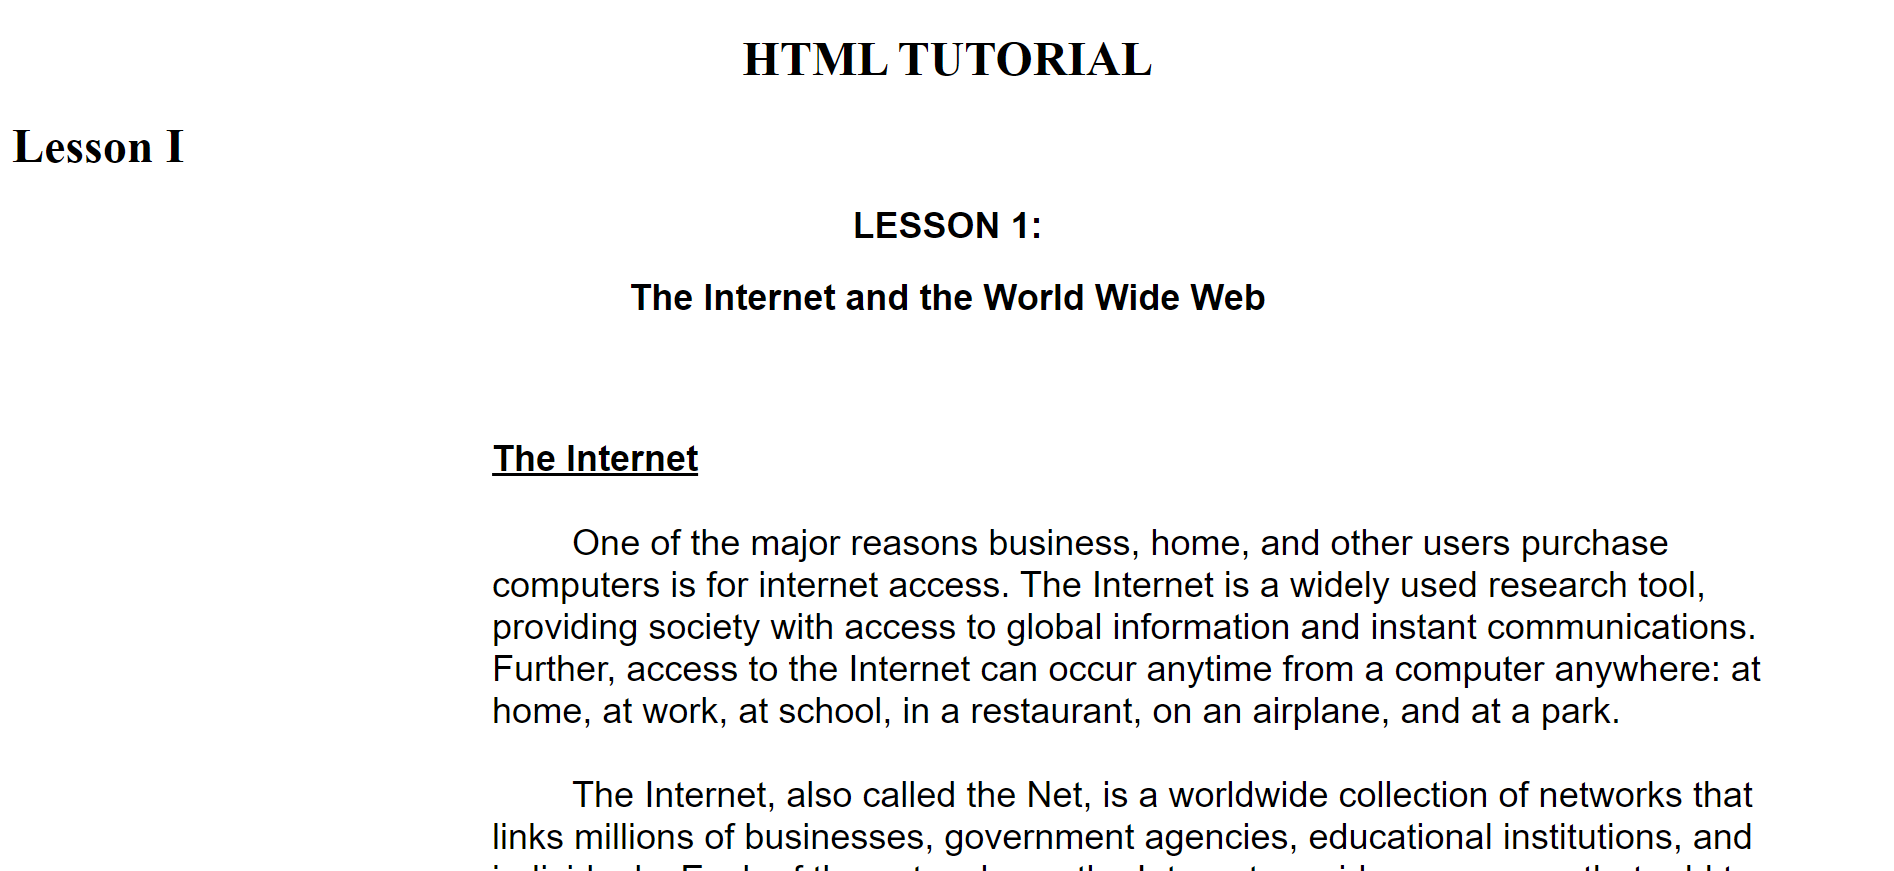 HTML TUTORIAL
Lesson I
LESSON 1:
The Internet and the World Wide Web
The Internet
One of the major reasons business, home, and other users purchase
computers is for internet access. The Internet is a widely used research tool,
providing society with access to global information and instant communications.
Further, access to the Internet can occur anytime from a computer anywhere: at
home, at work, at school, in a restaurant, on an airplane, and at a park.
The Internet, also called the Net, is a worldwide collection of networks that
links millions of businesses, government agencies, educational institutions, and